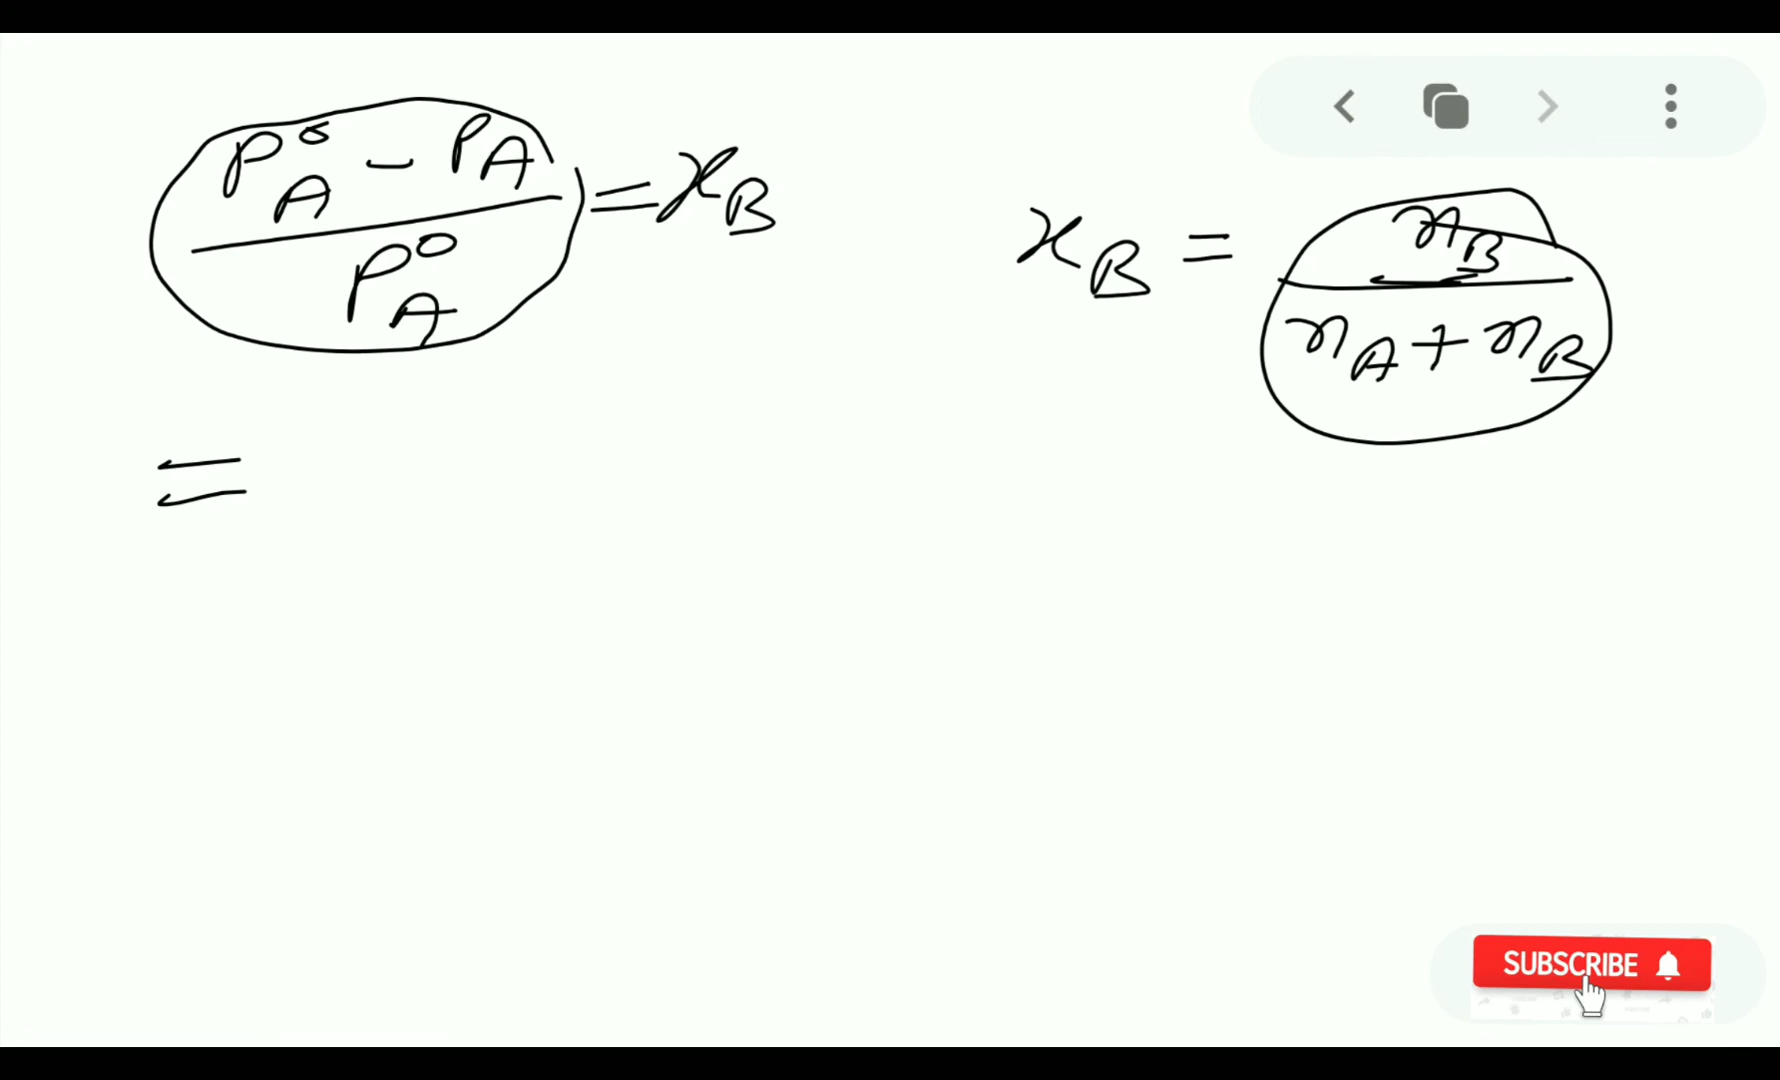 P°A - PA / P°A = xB
xB = nB / nA + nB
=
SUBSCRIBE